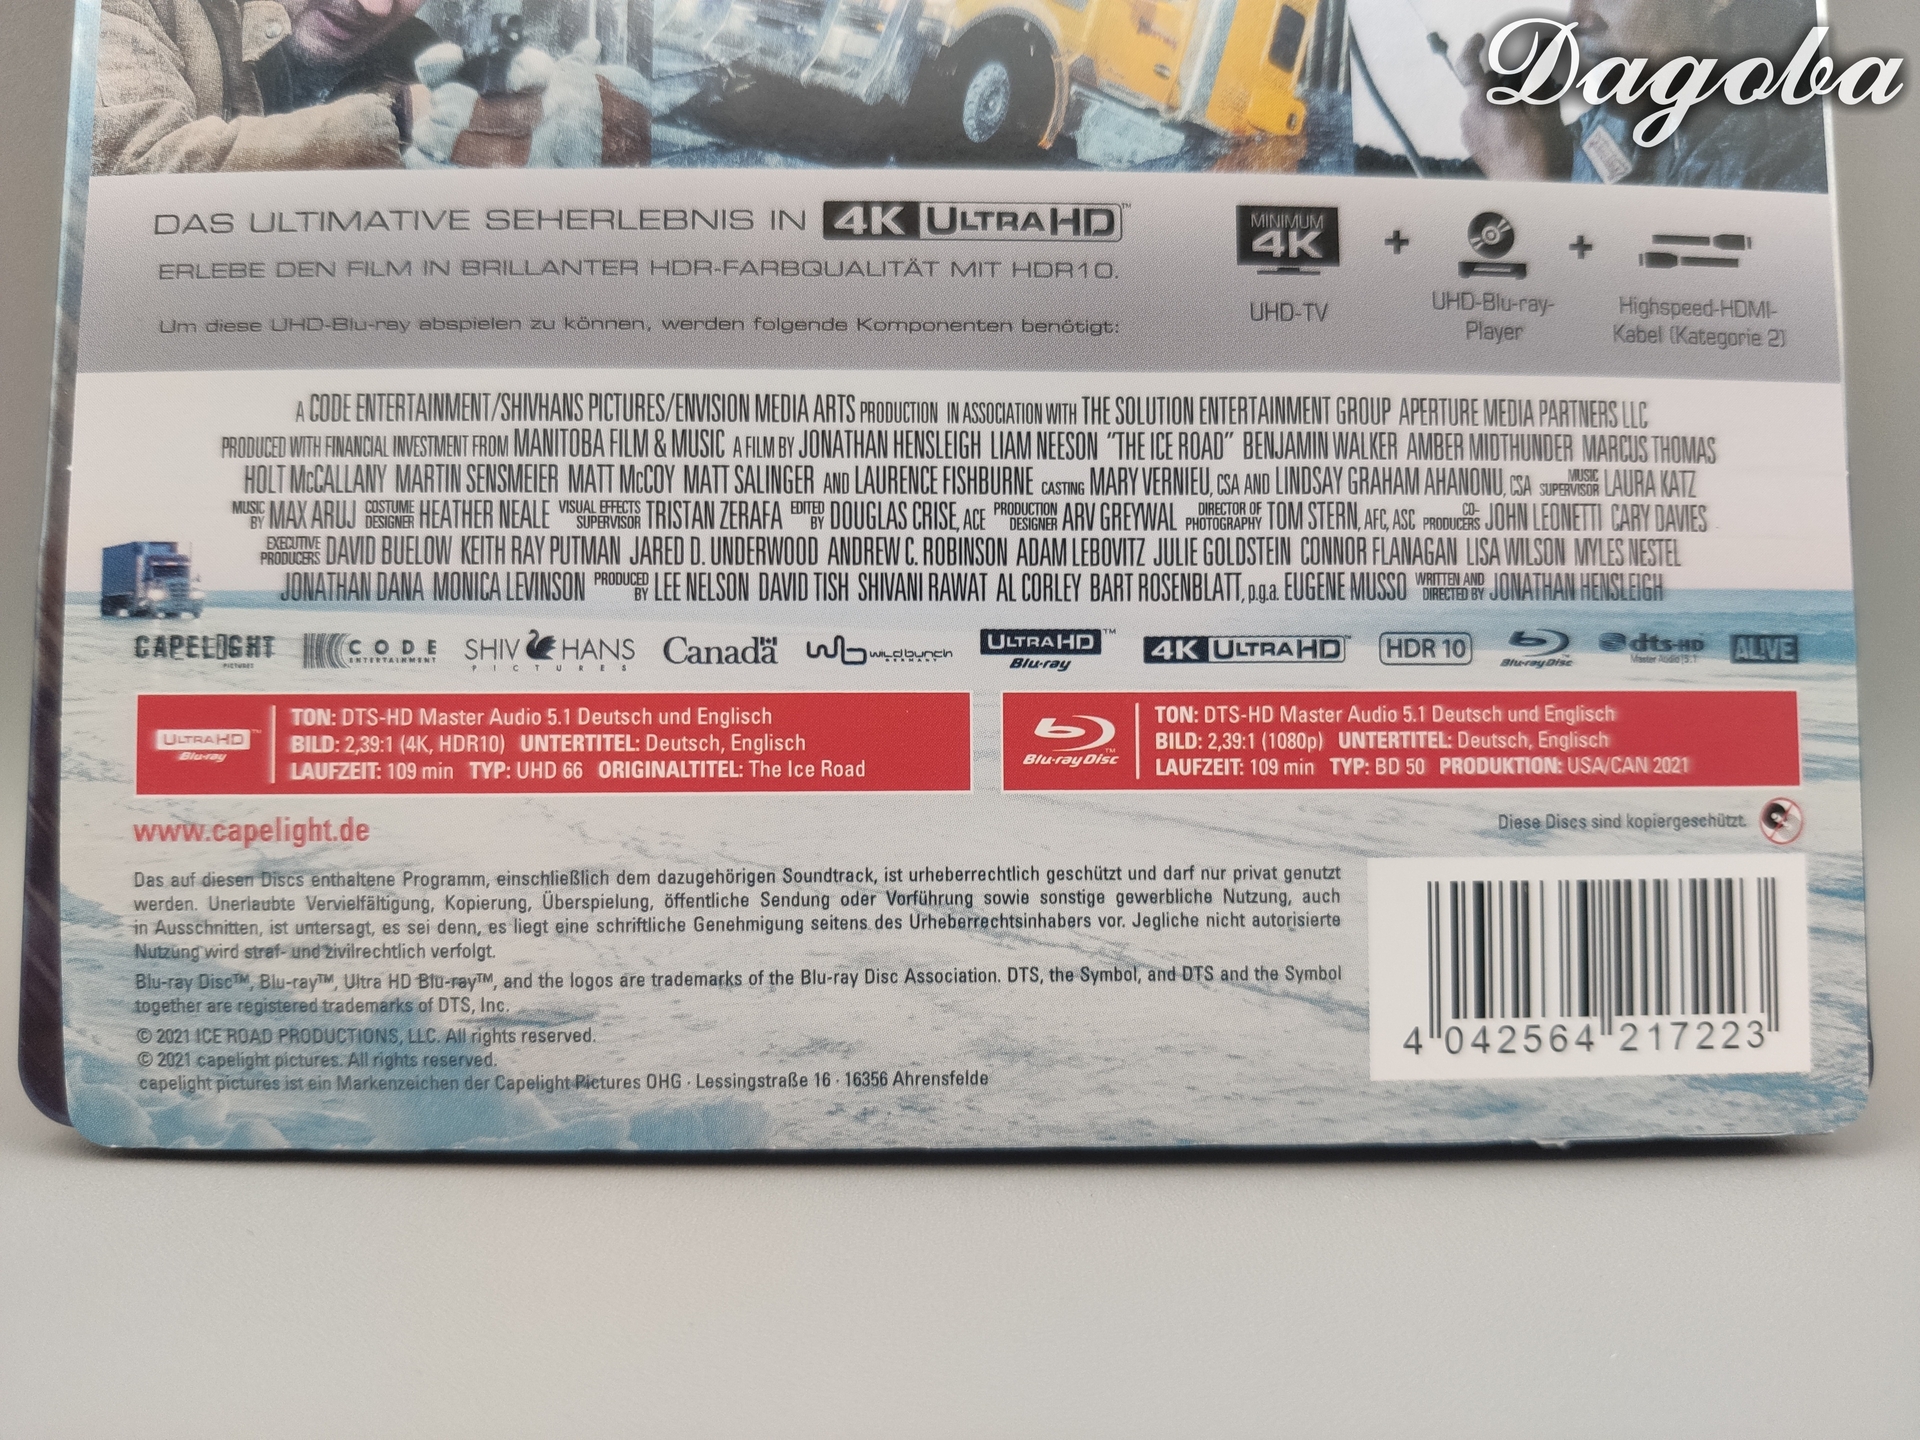 Dagoba
DAS ULTIMATIVE SEHERLEBNIS IN 4K ULTRA HD™
ERLEBE DEN FILM IN BRILLANTER HDR-FARBQUALITÄT MIT HDR10.
Um diese UHD-Blu-ray abspielen zu können, werden folgende Komponenten benötigt:
MINIMUM
4K
+
+
UHD-TV
UHD-Blu-ray-
Player
Highspeed-HDMI-
Kabel (Kategorie 2)
A CODE ENTERTAINMENT/SHIVHANS PICTURES/ENVISION MEDIA ARTS PRODUCTION IN ASSOCIATION WITH THE SOLUTION ENTERTAINMENT GROUP APERTURE MEDIA PARTNERS LLC
PRODUCED WITH FINANCIAL INVESTMENT FROM MANITOBA FILM & MUSIC A FILM BY JONATHAN HENSLEIGH LIAM NEESON "THE ICE ROAD" BENJAMIN WALKER AMBER MIDTHUNDER MARCUS THOMAS
HOLT McCALLANY MARTIN SENSMEIER MATT McCOY MATT SALINGER AND LAURENCE FISHBURNE CASTING MARY VERNIEU, CSA AND LINDSAY GRAHAM AHANONU, CSA MUSIC SUPERVISOR LAURA KATZ
MUSIC BY MAX ARUJ COSTUME DESIGNER HEATHER NEALE VISUAL EFFECTS SUPERVISOR TRISTAN ZERAFA EDITED BY DOUGLAS CRISE, ACE PRODUCTION DESIGNER ARV GREYWAL DIRECTOR OF PHOTOGRAPHY TOM STERN, AFC, ASC CO-PRODUCERS JOHN LEONETTI CARY DAVIES
EXECUTIVE PRODUCERS DAVID BUELOW KEITH RAY PUTMAN JARED D. UNDERWOOD ANDREW C. ROBINSON ADAM LEBOVITZ JULIE GOLDSTEIN CONNOR FLANAGAN LISA WILSON MYLES NESTEL
JONATHAN DANA MONICA LEVINSON PRODUCED BY LEE NELSON DAVID TISH SHIVANI RAWAT AL CORLEY BART ROSENBLATT, p.g.a. EUGENE MUSSO WRITTEN AND DIRECTED BY JONATHAN HENSLEIGH
CAPELIGHT PICTURES CODE ENTERTAINMENT SHIV HANS PICTURES Canada wild bunch GERMANY ULTRA HD™ Blu-ray 4K ULTRA HD™ HDR 10 Blu-ray Disc dts-HD Master Audio 5.1 ALIVE
ULTRA HD™
Blu-ray
TON: DTS-HD Master Audio 5.1 Deutsch und Englisch
BILD: 2,39:1 (4K, HDR10) UNTERTITEL: Deutsch, Englisch
LAUFZEIT: 109 min TYP: UHD 66 ORIGINALTITEL: The Ice Road
Blu-ray Disc™
TON: DTS-HD Master Audio 5.1 Deutsch und Englisch
BILD: 2,39:1 (1080p) UNTERTITEL: Deutsch, Englisch
LAUFZEIT: 109 min TYP: BD 50 PRODUKTION: USA/CAN 2021
www.capelight.de
Diese Discs sind kopiergeschützt.
Das auf diesen Discs enthaltene Programm, einschließlich dem dazugehörigen Soundtrack, ist urheberrechtlich geschützt und darf nur privat genutzt
werden. Unerlaubte Vervielfältigung, Kopierung, Überspielung, öffentliche Sendung oder Vorführung sowie sonstige gewerbliche Nutzung, auch
in Ausschnitten, ist untersagt, es sei denn, es liegt eine schriftliche Genehmigung seitens des Urheberrechtsinhabers vor. Jegliche nicht autorisierte
Nutzung wird straf- und zivilrechtlich verfolgt.
Blu-ray Disc™, Blu-ray™, Ultra HD Blu-ray™, and the logos are trademarks of the Blu-ray Disc Association. DTS, the Symbol, and DTS and the Symbol
together are registered trademarks of DTS, Inc.
© 2021 ICE ROAD PRODUCTIONS, LLC. All rights reserved.
© 2021 capelight pictures. All rights reserved.
capelight pictures ist ein Markenzeichen der Capelight Pictures OHG · Lessingstraße 16 · 16356 Ahrensfelde
4 042564 217223